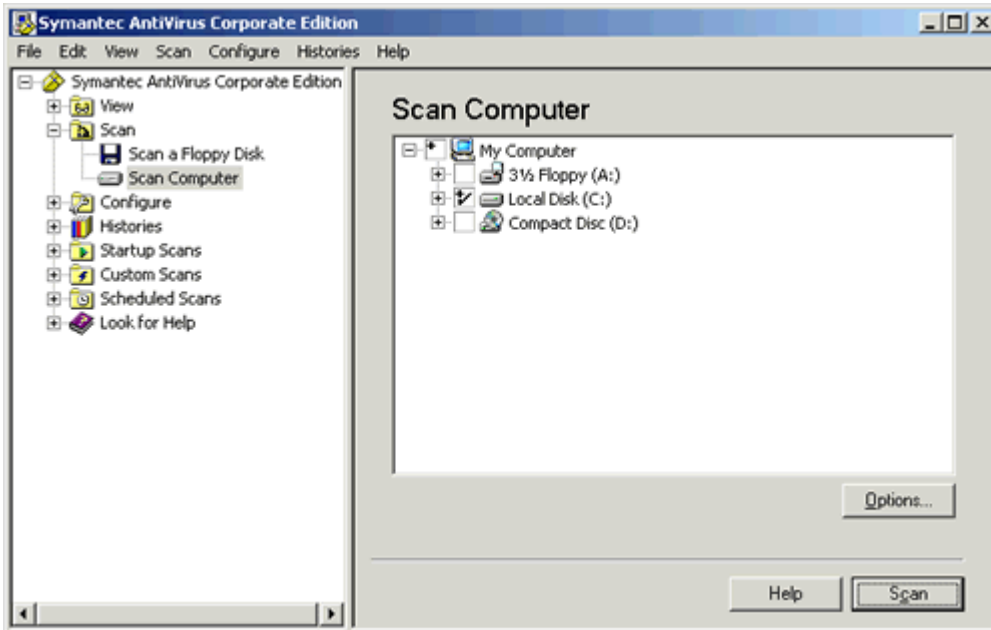 Symantec AntiVirus Corporate Edition
File Edit View Scan Configure Histories Help
Symantec AntiVirus Corporate Edition
View
Scan
Scan a Floppy Disk
Scan Computer
Configure
Histories
Startup Scans
Custom Scans
Scheduled Scans
Look for Help
Scan Computer
My Computer
3½ Floppy (A:)
Local Disk (C:)
Compact Disc (D:)
Options...
Help
Scan